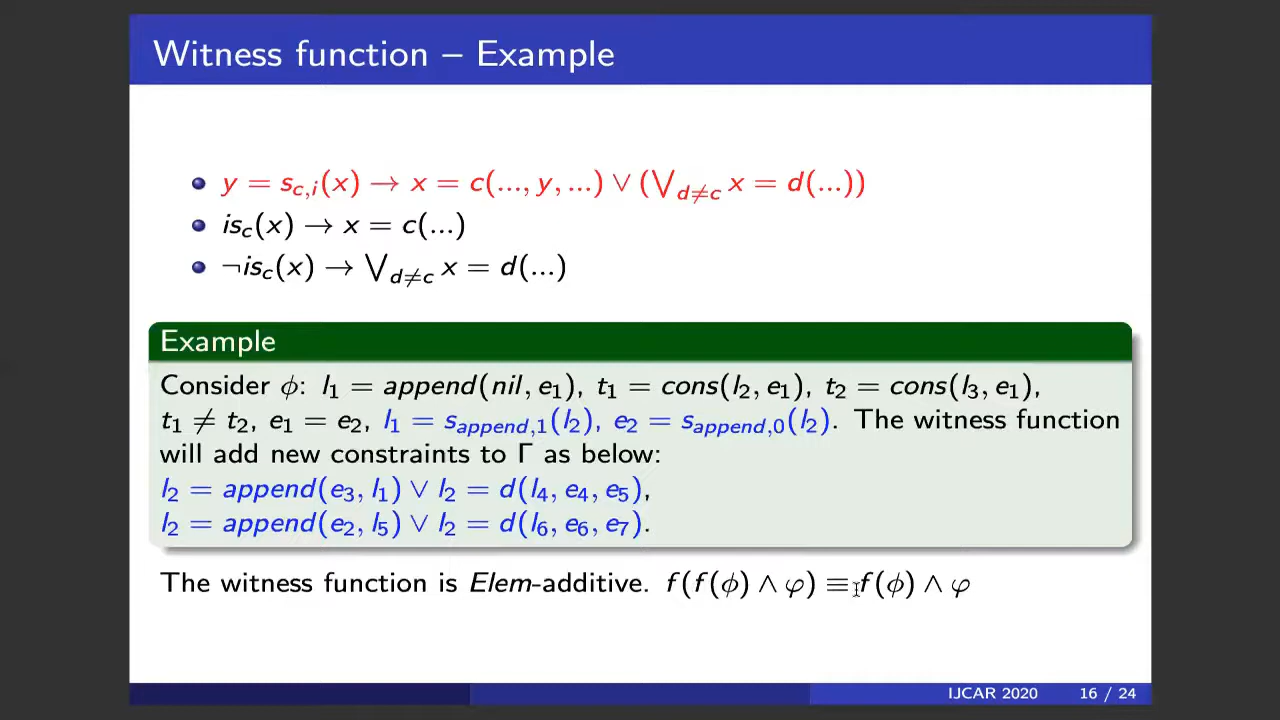 Witness function – Example
y = s_{c,i}(x) → x = c(..., y, ...) ∨ (⋁_{d≠c} x = d(...))
is_c(x) → x = c(...)
¬is_c(x) → ⋁_{d≠c} x = d(...)
Example
Consider ϕ: l₁ = append(nil, e₁), t₁ = cons(l₂, e₁), t₂ = cons(l₃, e₁),
t₁ ≠ t₂, e₁ = e₂, l₁ = s_{append,1}(l₂), e₂ = s_{append,0}(l₂). The witness function
will add new constraints to Γ as below:
l₂ = append(e₃, l₁) ∨ l₂ = d(l₄, e₄, e₅),
l₂ = append(e₂, l₅) ∨ l₂ = d(l₆, e₆, e₇).
The witness function is Elem-additive. f(f(ϕ) ∧ φ) ≡ f(ϕ) ∧ φ
IJCAR 2020 16 / 24